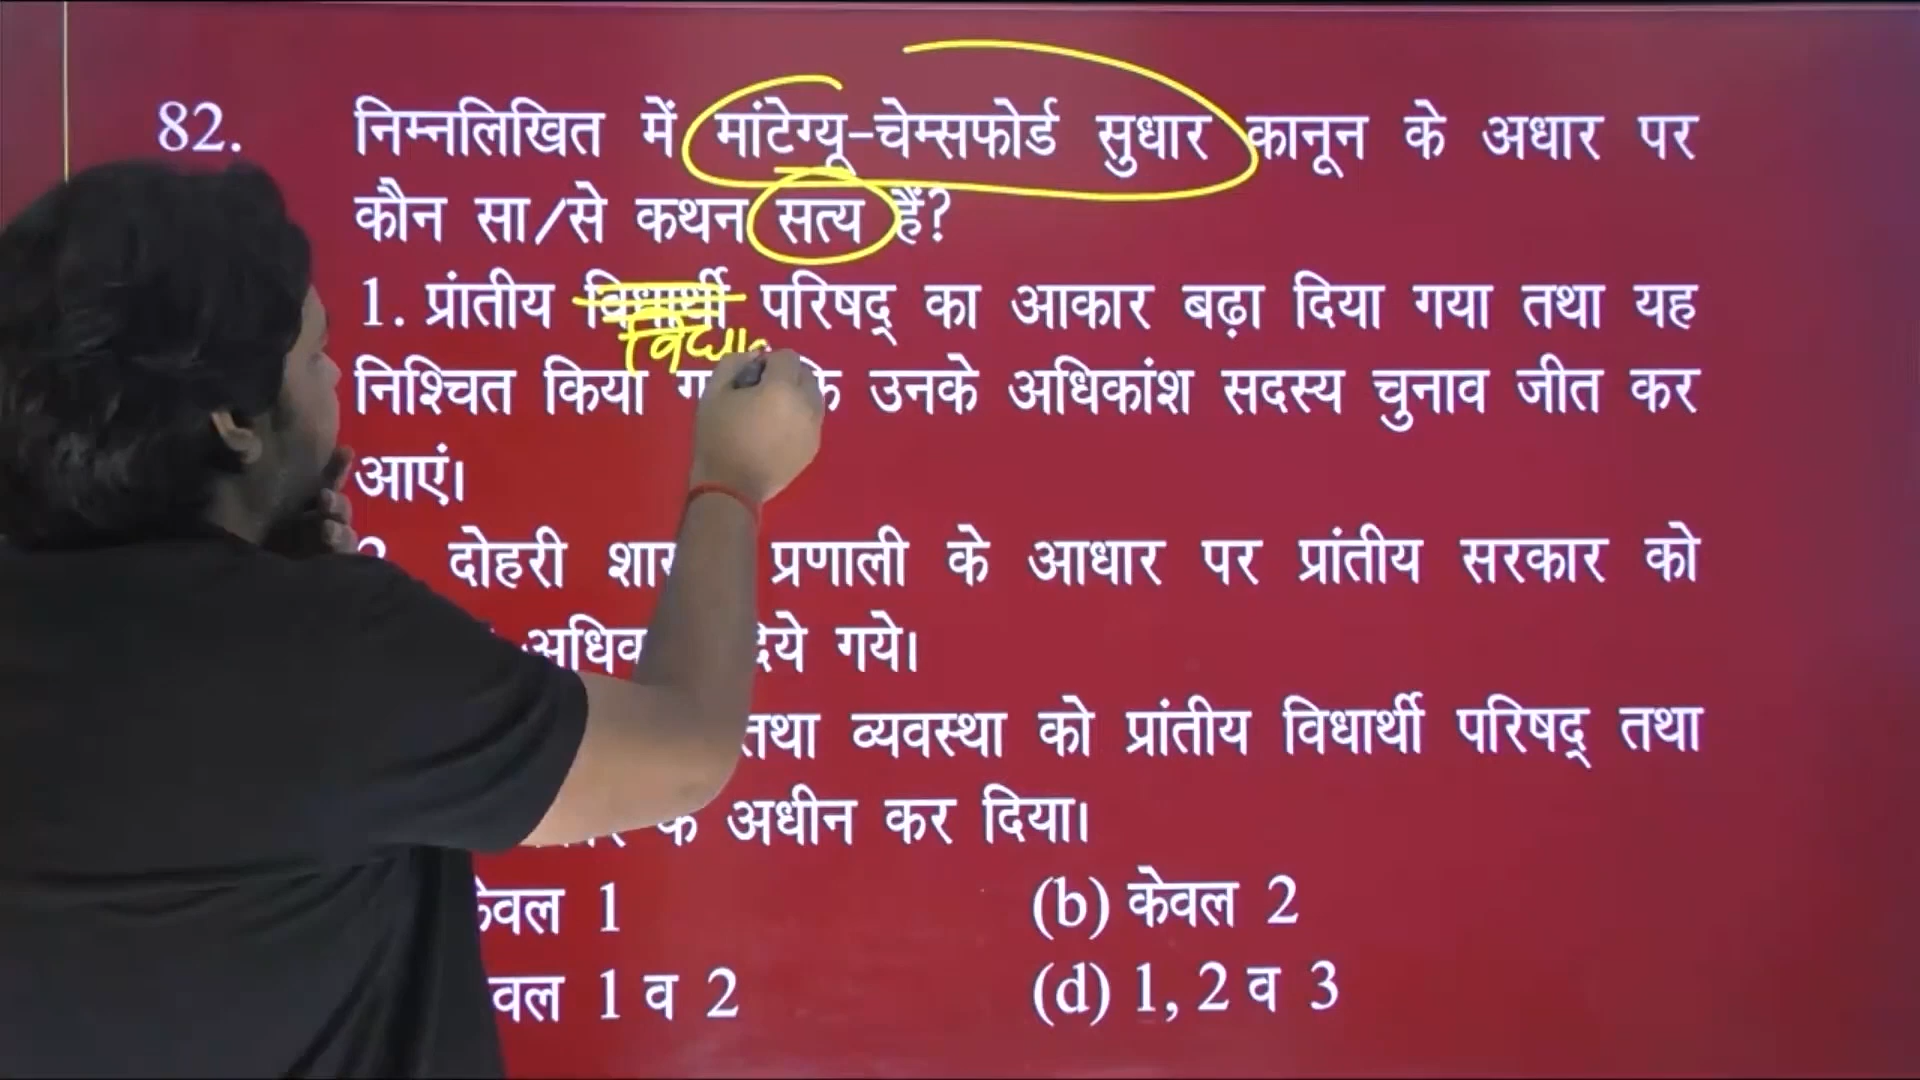 82. निम्नलिखित में मांटेग्यू-चेम्सफोर्ड सुधार कानून के अधार पर
कौन सा/से कथन सत्य हैं?
1. प्रांतीय विधार्थी परिषद् का आकार बढ़ा दिया गया तथा यह
विधा
निश्चित किया कि उनके अधिकांश सदस्य चुनाव जीत कर
आएं।
2. दोहरी प्रणाली के आधार पर प्रांतीय सरकार को
दिये गये।
तथा व्यवस्था को प्रांतीय विधार्थी परिषद् तथा
के अधीन कर दिया।
केवल 1 (b) केवल 2
केवल 1 व 2 (d) 1, 2 व 3